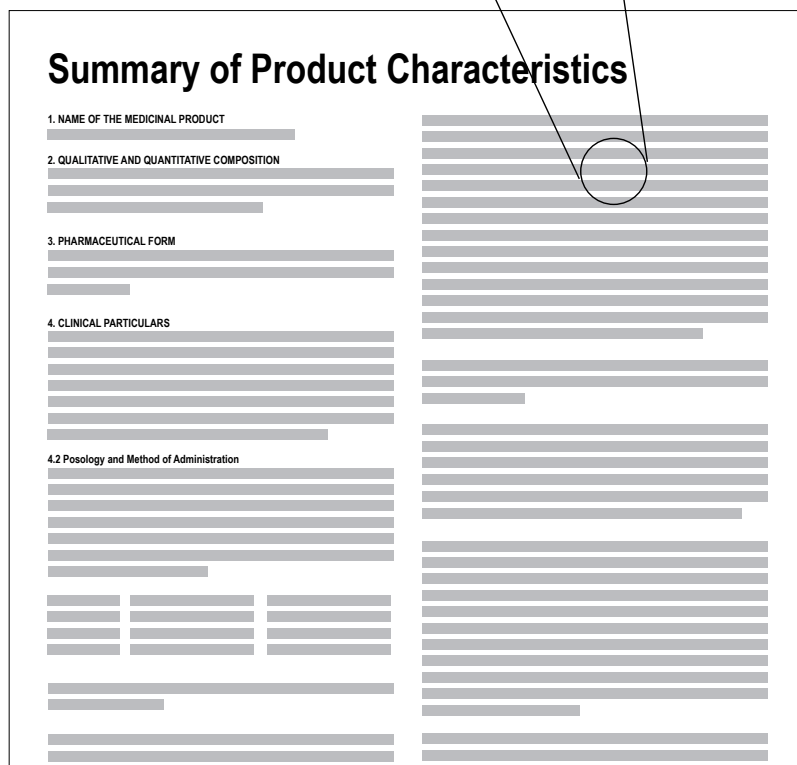 Summary of Product Characteristics
1. NAME OF THE MEDICINAL PRODUCT
2. QUALITATIVE AND QUANTITATIVE COMPOSITION
3. PHARMACEUTICAL FORM
4. CLINICAL PARTICULARS
4.2 Posology and Method of Administration